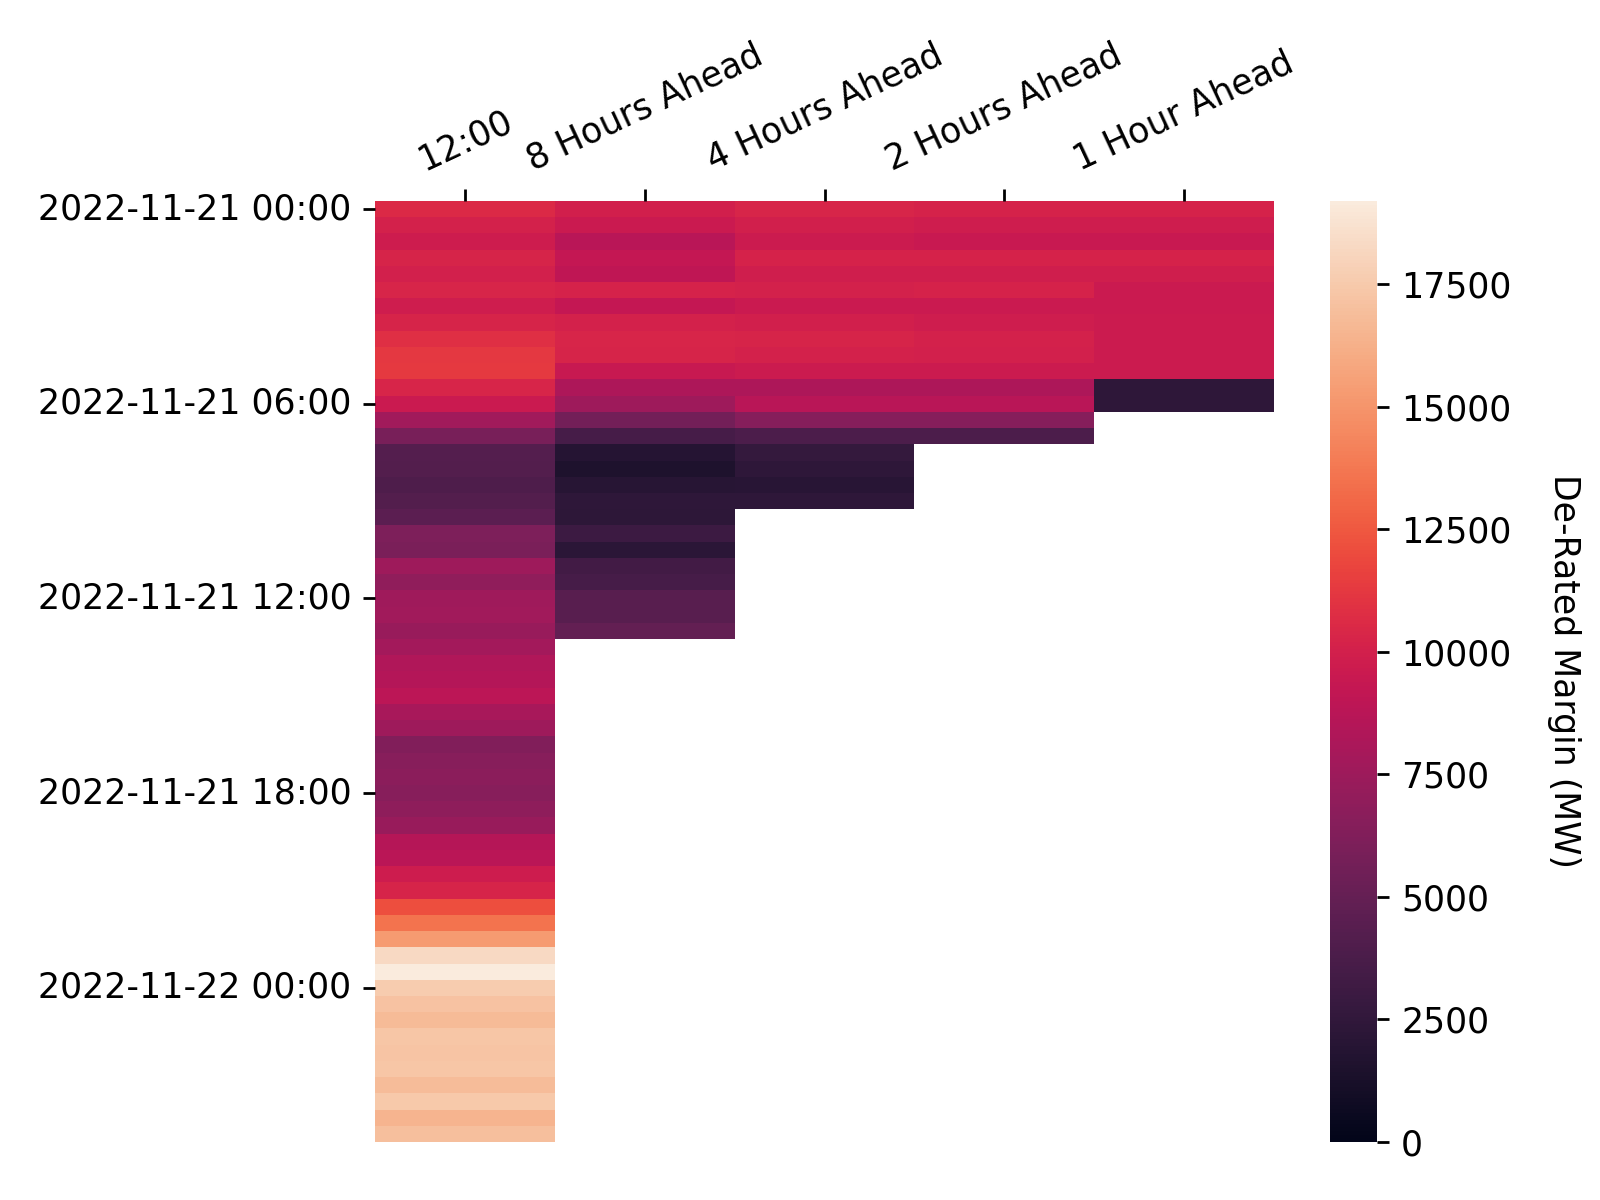 12:00
8 Hours Ahead
4 Hours Ahead
2 Hours Ahead
1 Hour Ahead
2022-11-21 00:00
2022-11-21 06:00
2022-11-21 12:00
2022-11-21 18:00
2022-11-22 00:00
17500
15000
12500
10000
7500
5000
2500
0
De-Rated Margin (MW)